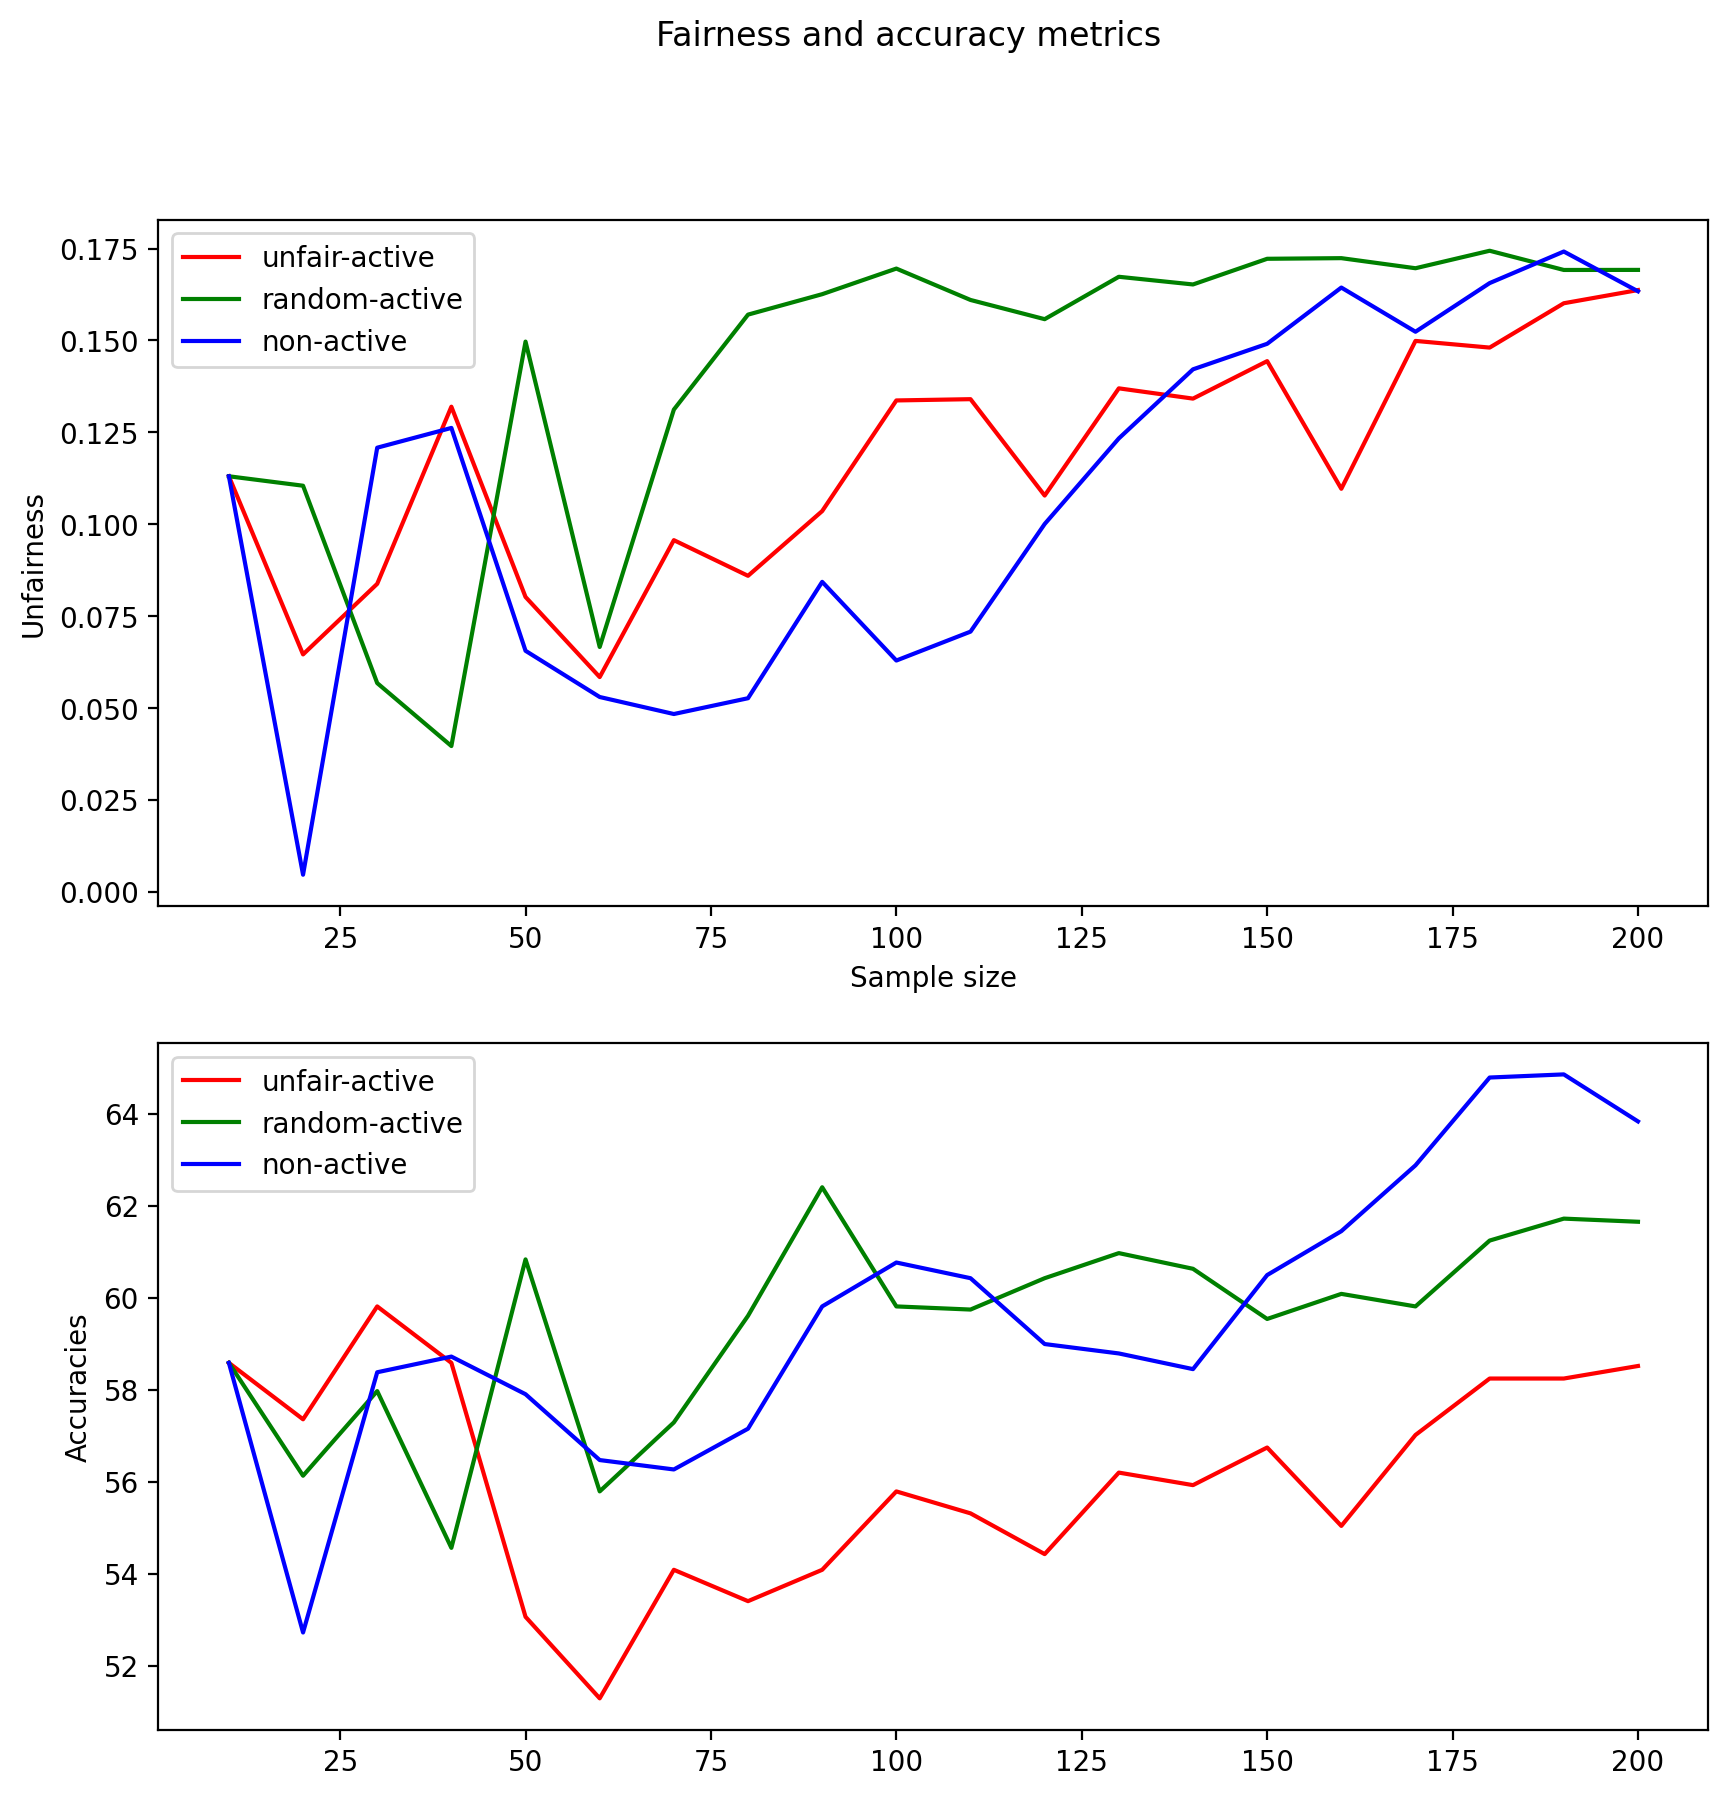 Fairness and accuracy metrics
unfair-active
random-active
non-active
Unfairness
0.175
0.150
0.125
0.100
0.075
0.050
0.025
0.000
25 50 75 100 125 150 175 200
Sample size
unfair-active
random-active
non-active
Accuracies
64
62
60
58
56
54
52
25 50 75 100 125 150 175 200